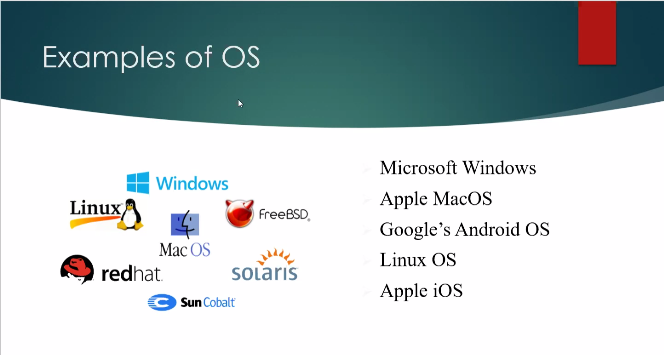 Examples of OS
Windows
Linux
FreeBSD
Mac OS
redhat
solaris
Sun Cobalt
Microsoft Windows
Apple MacOS
Google's Android OS
Linux OS
Apple iOS